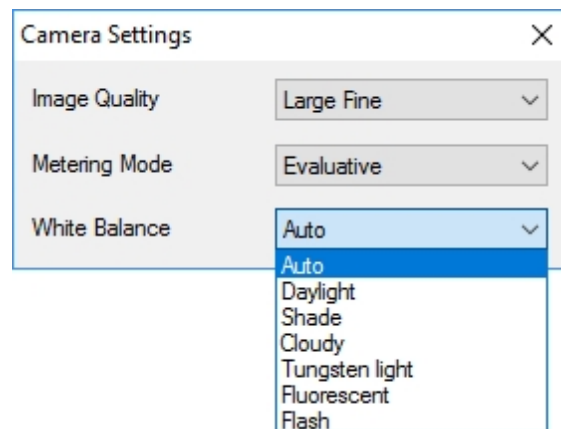 Camera Settings
Image Quality Large Fine
Metering Mode Evaluative
White Balance Auto
Auto
Daylight
Shade
Cloudy
Tungsten light
Fluorescent
Flash